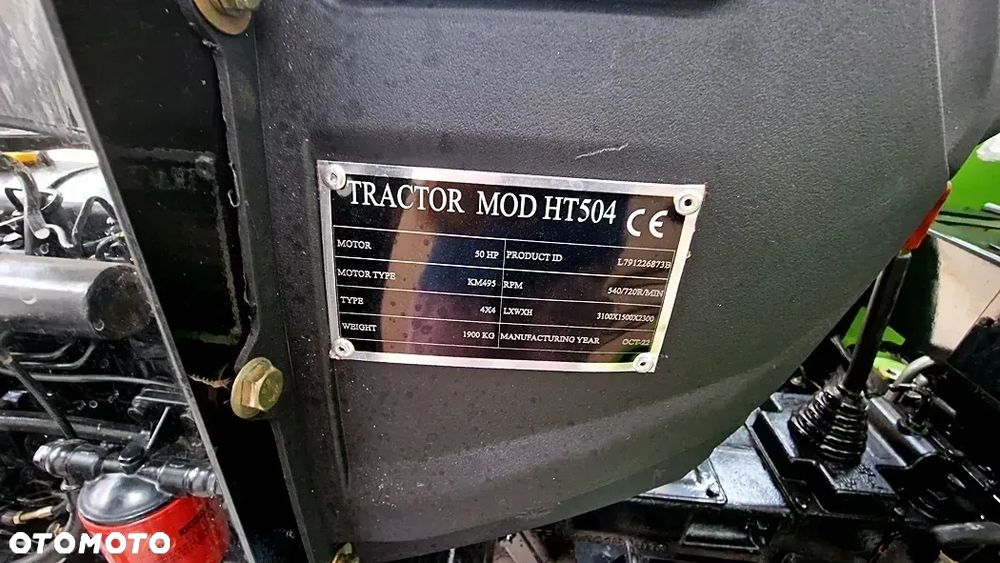 TRACTOR MOD HT504 CE
MOTOR 50 HP PRODUCT ID L791226873B
MOTOR TYPE KM495 RPM 540/720R/MIN
TYPE 4X4 LXWXH 3100X1500X2300
WEIGHT 1900 KG MANUFACTURING YEAR OCT-22
OTOMOTO